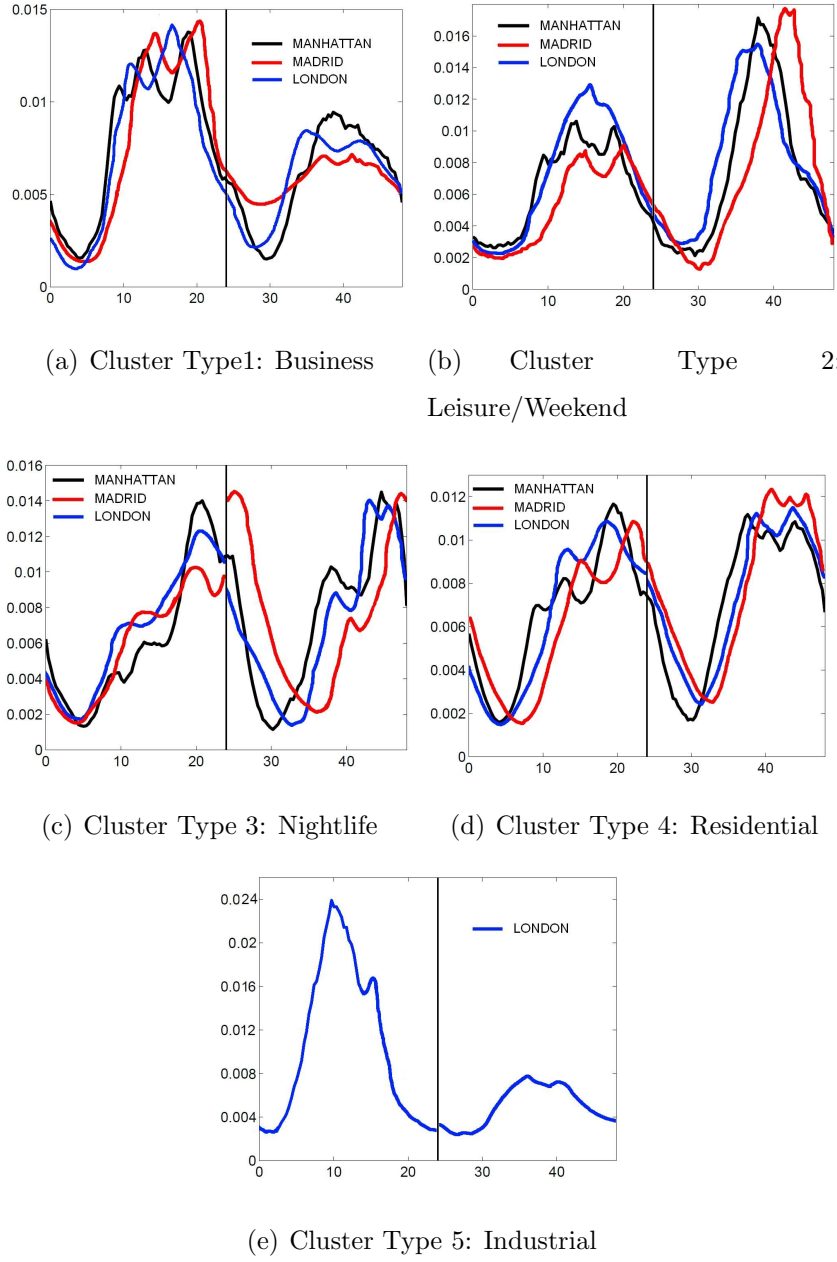 0.015
0.01
0.005
0
0 10 20 30 40
MANHATTAN
MADRID
LONDON
(a) Cluster Type1: Business
0.018
0.016
0.014
0.012
0.01
0.008
0.006
0.004
0.002
0
0 10 20 30 40
MANHATTAN
MADRID
LONDON
(b) Cluster Type 2:
Leisure/Weekend
0.016
0.014
0.012
0.01
0.008
0.006
0.004
0.002
0
0 10 20 30 40
MANHATTAN
MADRID
LONDON
(c) Cluster Type 3: Nightlife
0.012
0.01
0.008
0.006
0.004
0.002
0
0 10 20 30 40
MANHATTAN
MADRID
LONDON
(d) Cluster Type 4: Residential
0.024
0.02
0.016
0.012
0.008
0.004
0
0 10 20 30 40
LONDON
(e) Cluster Type 5: Industrial